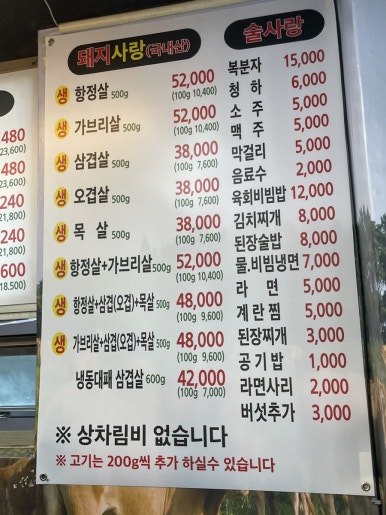 돼지사랑(국내산)
생 항정살 500g 52,000
(100g 10,400)
생 가브리살 500g 52,000
(100g 10,400)
생 삼겹살 500g 38,000
(100g 7,600)
생 오겹살 500g 38,000
(100g 7,600)
생 목 살 500g 38,000
(100g 7,600)
생 항정살+가브리살 500g 52,000
(100g 10,400)
생 항정살+삼겹(오겹)+목살 500g 48,000
(100g 9,600)
생 가브리살+삼겹(오겹)+목살 500g 48,000
(100g 9,600)
냉동대패 삼겹살 600g 42,000
(100g 7,000)
술사랑
복분자 15,000
청 하 6,000
소 주 5,000
맥 주 5,000
막걸리 5,000
음료수 2,000
육회비빔밥 12,000
김치찌개 8,000
된장술밥 8,000
물.비빔냉면 7,000
라 면 5,000
계 란 찜 5,000
된장찌개 3,000
공 기 밥 1,000
라면사리 2,000
버섯추가 3,000
※ 상차림비 없습니다
※ 고기는 200g씩 추가 하실수 있습니다
480
23,600)
480
23,600)
240
21,800)
240
21,800)
600
18,500)